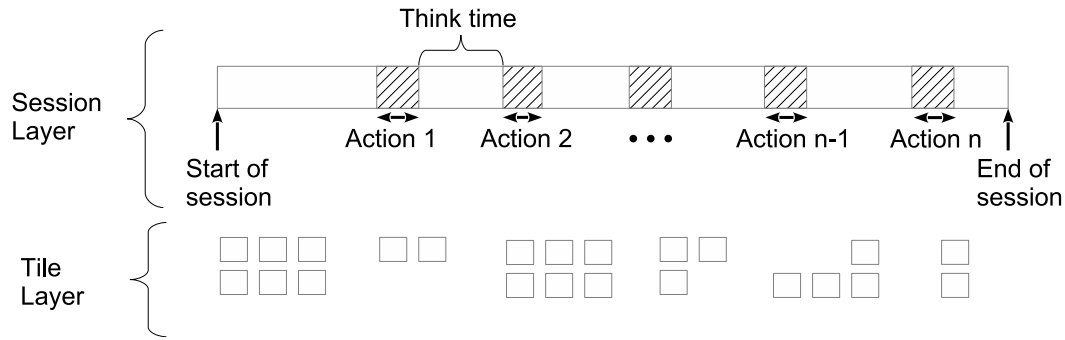 Think time
Session
Layer
Action 1
Action 2
• • •
Action n-1
Action n
Start of
session
End of
session
Tile
Layer